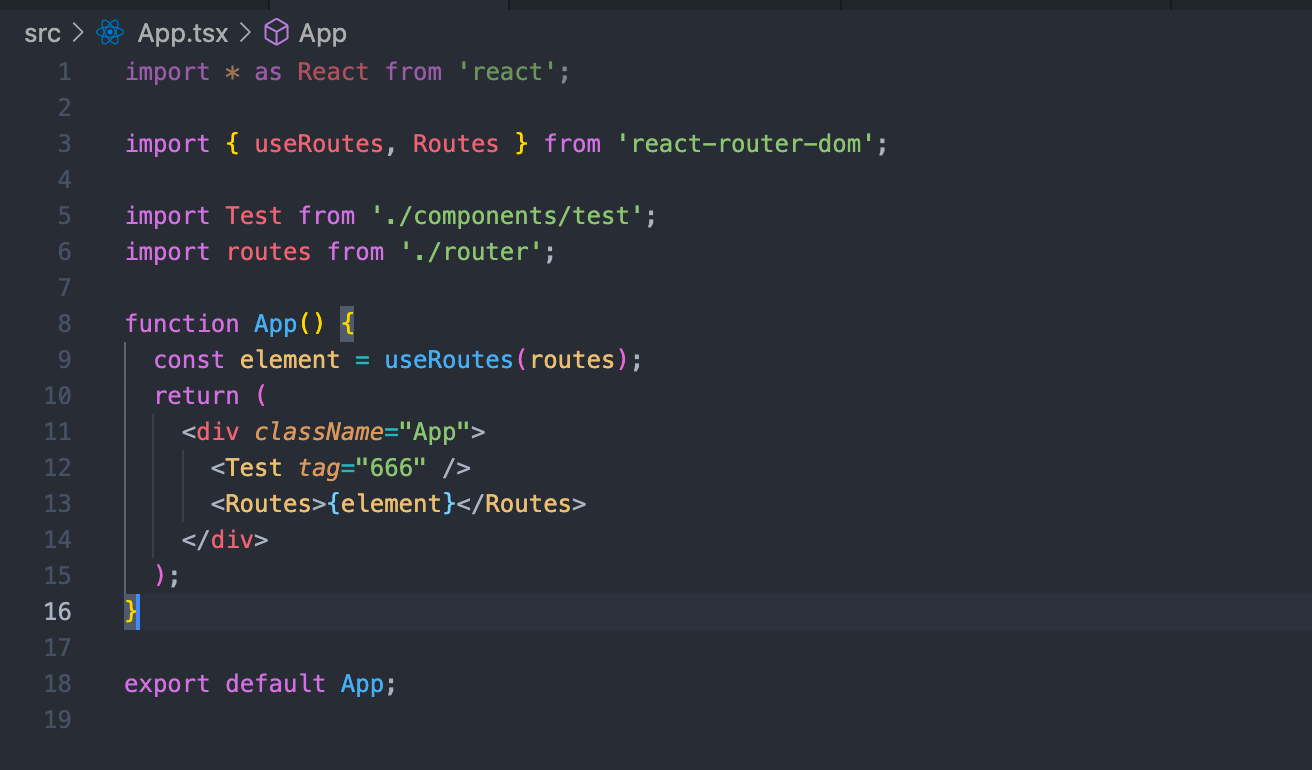 src > App.tsx > App
1 import * as React from 'react';
2
3 import { useRoutes, Routes } from 'react-router-dom';
4
5 import Test from './components/test';
6 import routes from './router';
7
8 function App() {
9   const element = useRoutes(routes);
10   return (
11     <div className="App">
12       <Test tag="666" />
13       <Routes>{element}</Routes>
14     </div>
15   );
16 }
17
18 export default App;
19